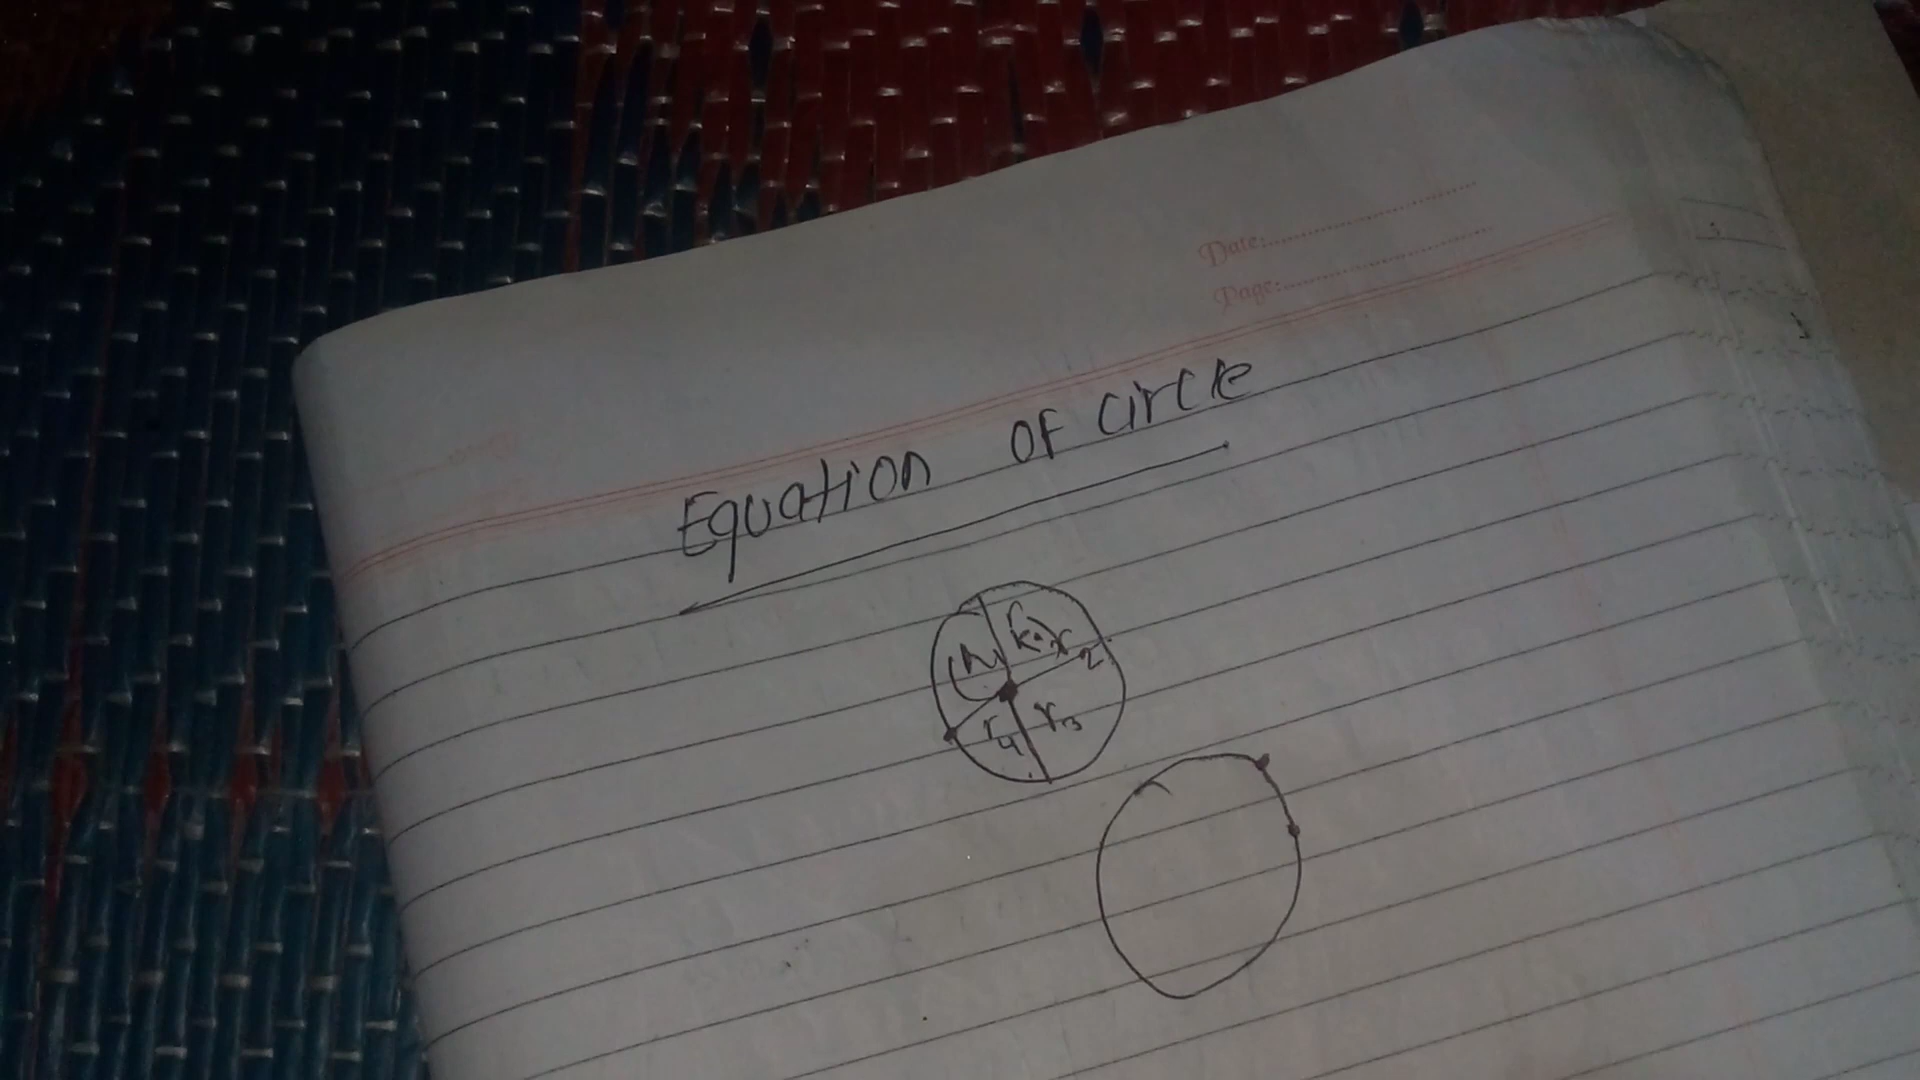 Date:
Page:
Equation of circle
(h, k)
r2
r4
r3